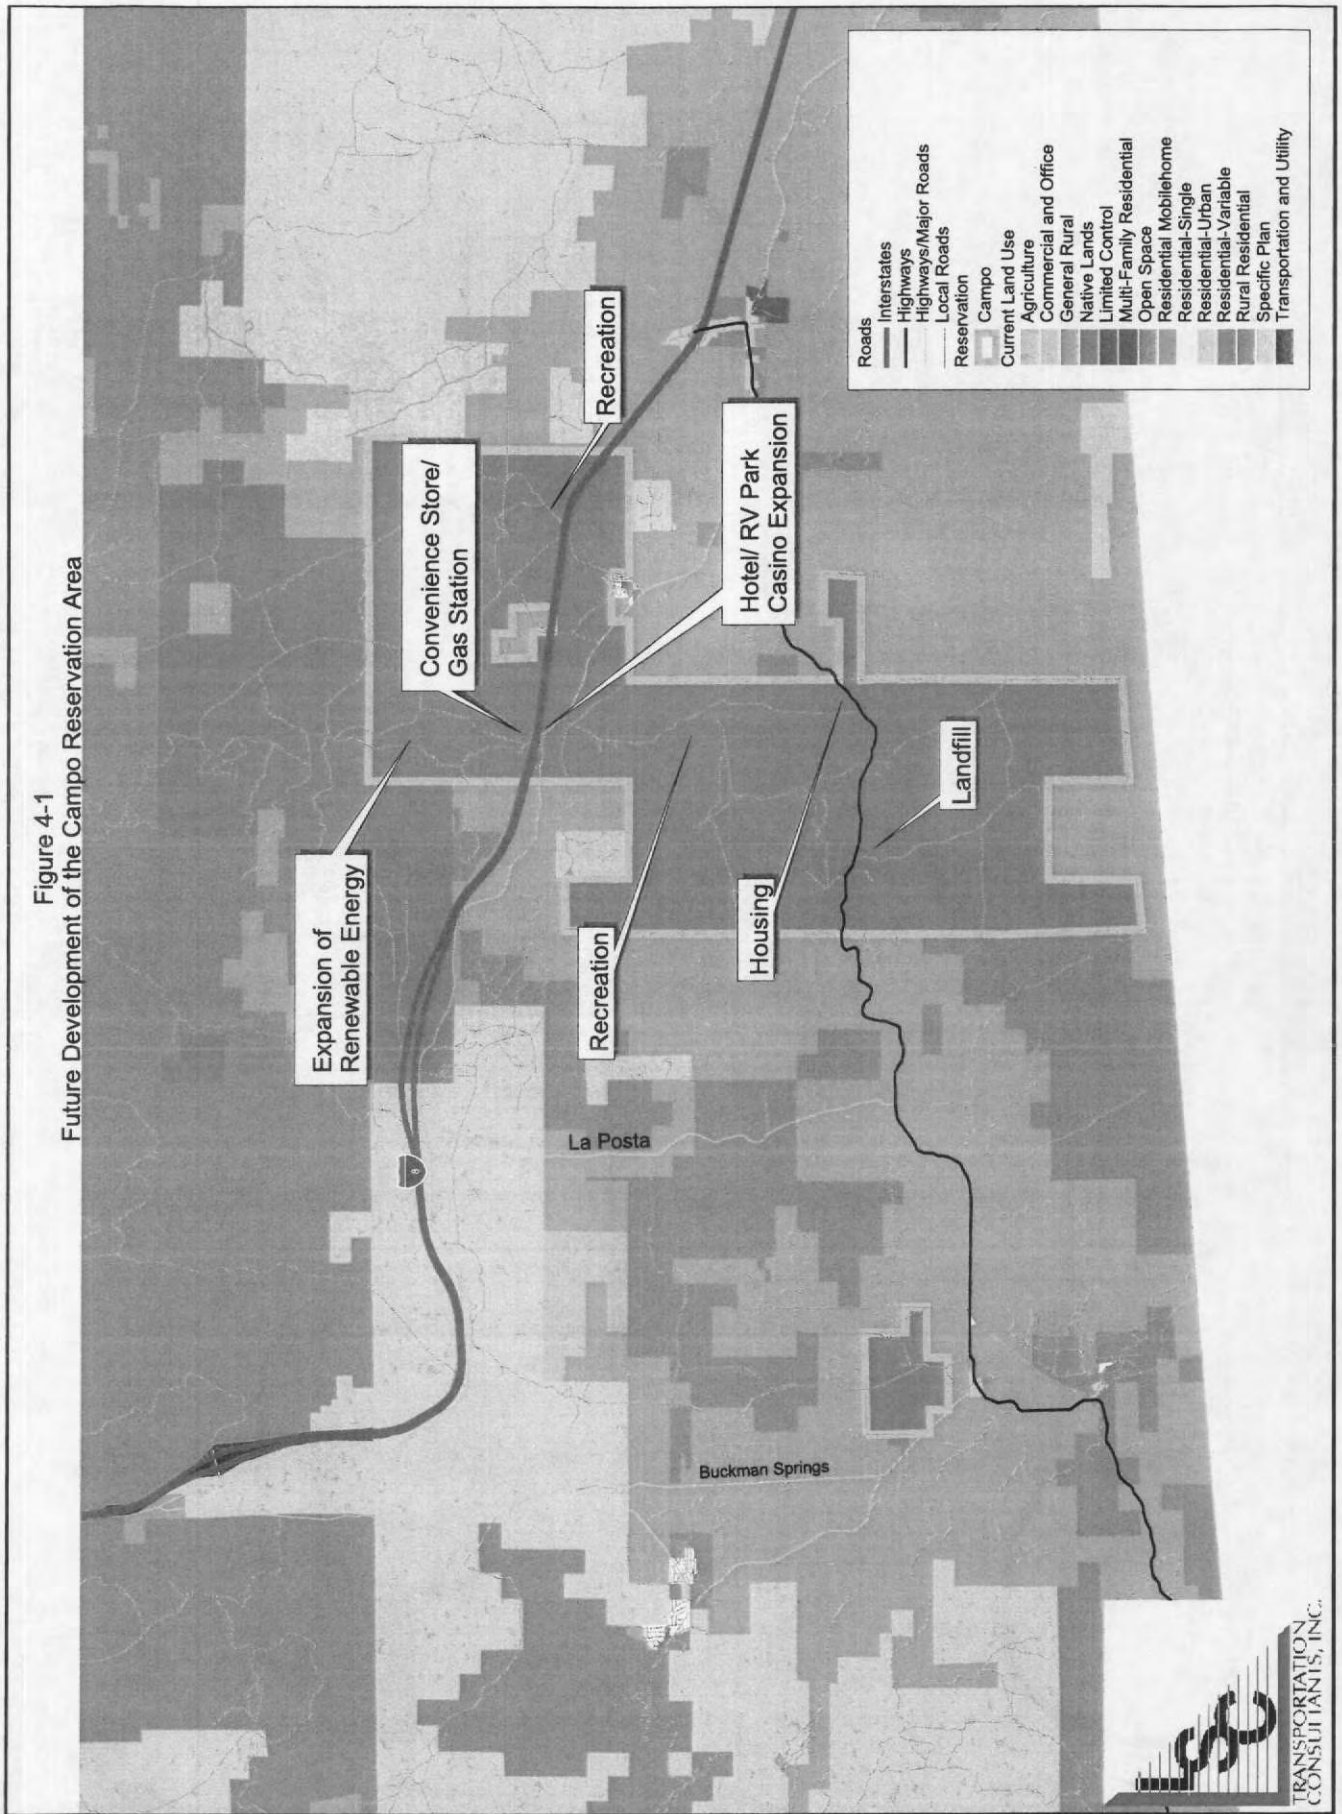 Figure 4-1
Future Development of the Campo Reservation Area
Expansion of
Renewable Energy
Convenience Store/
Gas Station
Recreation
8
La Posta
Recreation
Hotel/ RV Park
Casino Expansion
Buckman Springs
Housing
Landfill
Roads
Interstates
Highways
Highways/Major Roads
Local Roads
Reservation
Campo
Current Land Use
Agriculture
Commercial and Office
General Rural
Native Lands
Limited Control
Multi-Family Residential
Open Space
Residential Mobilehome
Residential-Single
Residential-Urban
Residential-Variable
Rural Residential
Specific Plan
Transportation and Utility
LSC
TRANSPORTATION
CONSULTANTS, INC.